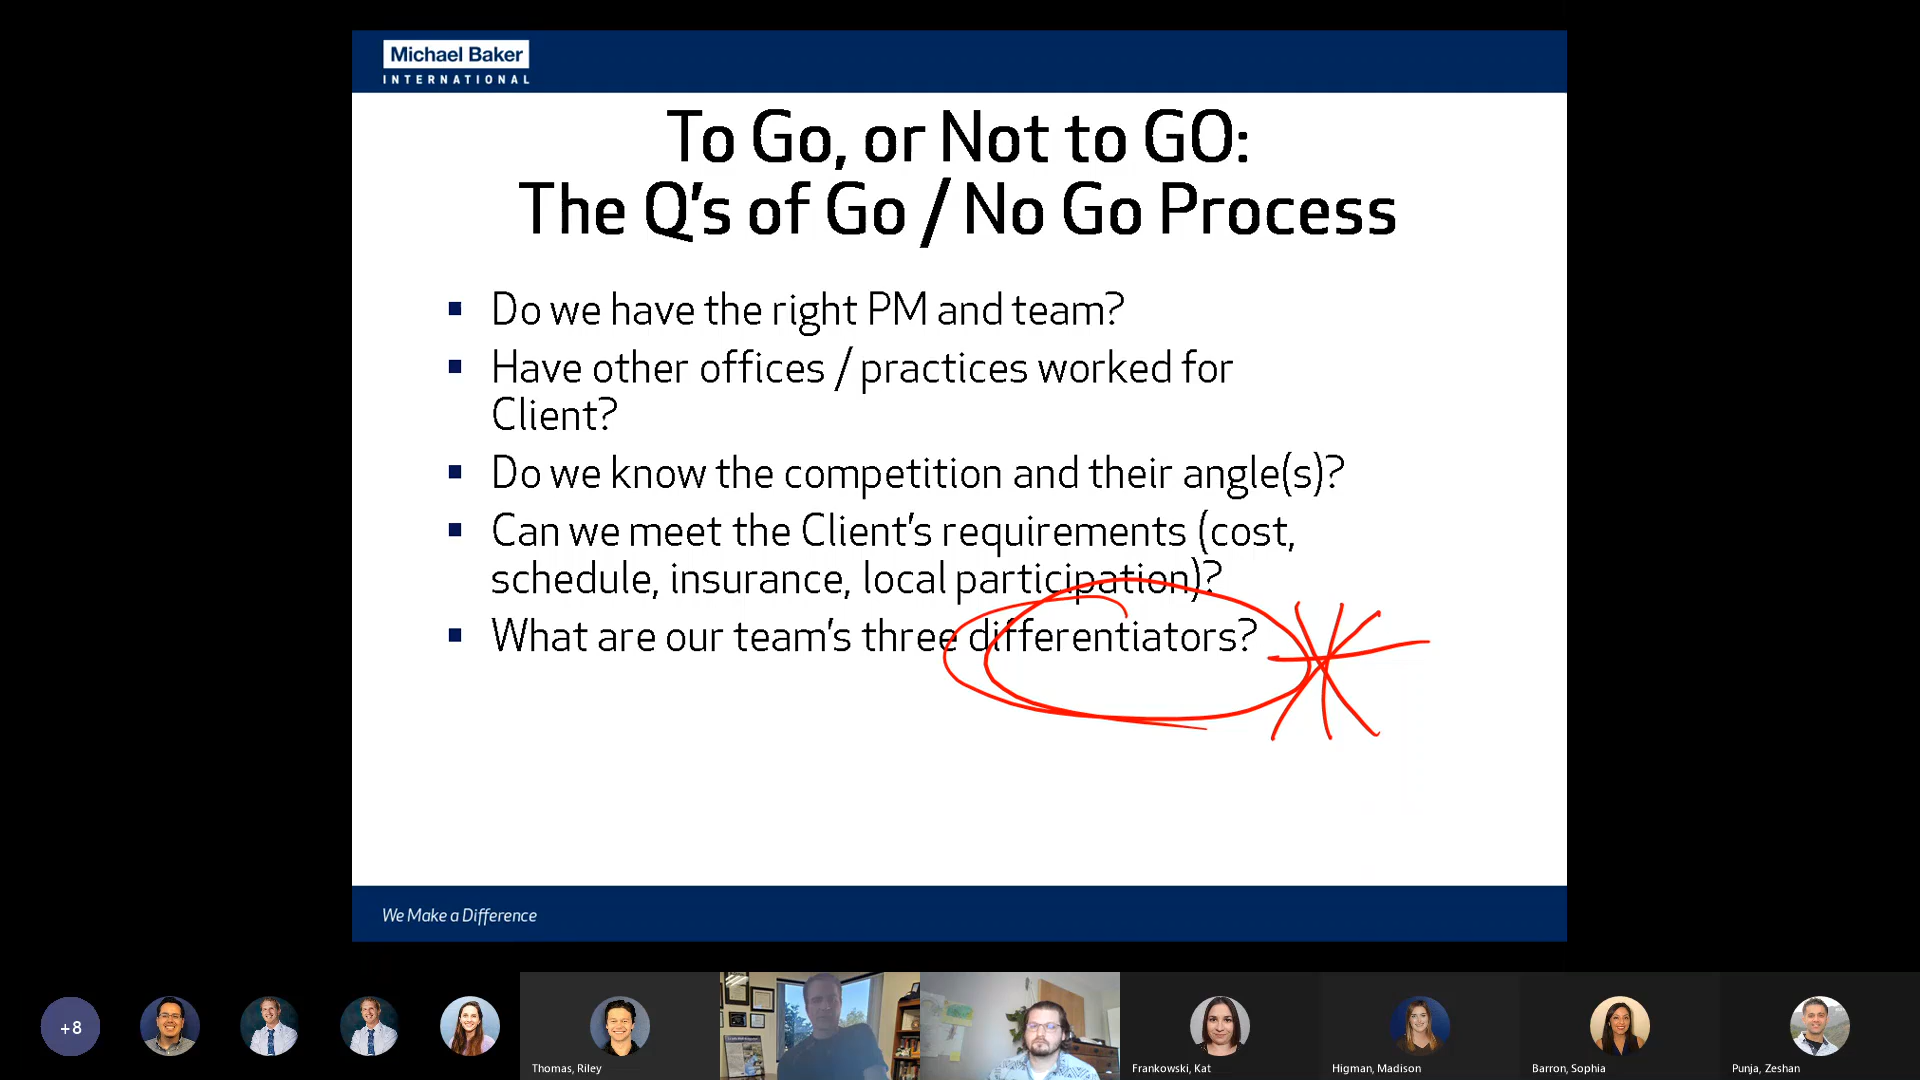 Michael Baker
INTERNATIONAL
To Go, or Not to GO:
The Q's of Go / No Go Process
▪ Do we have the right PM and team?
▪ Have other offices / practices worked for
Client?
▪ Do we know the competition and their angle(s)?
▪ Can we meet the Client's requirements (cost,
schedule, insurance, local participation)?
▪ What are our team's three differentiators?
We Make a Difference
+8
Thomas, Riley
Frankowski, Kat
Higman, Madison
Barron, Sophia
Punja, Zeshan